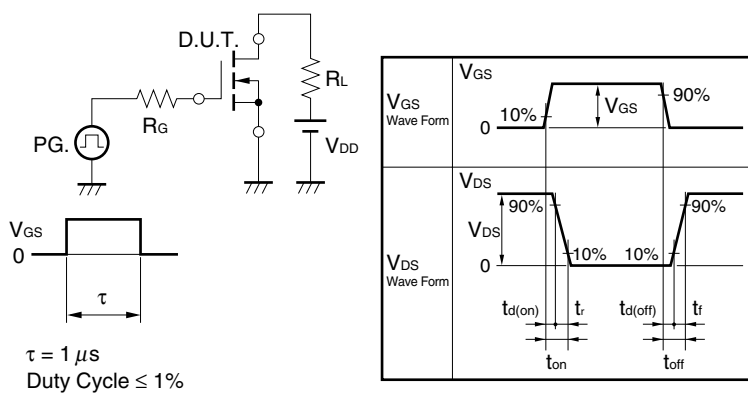 D.U.T.
RL
RG
PG.
VDD
VGS
0
τ
τ = 1 μs
Duty Cycle ≤ 1%
VGS
Wave Form
VGS
10%
VGS
90%
0
VDS
Wave Form
VDS
90%
VDS
90%
10%
10%
0
td(on)
tr
td(off)
tf
ton
toff